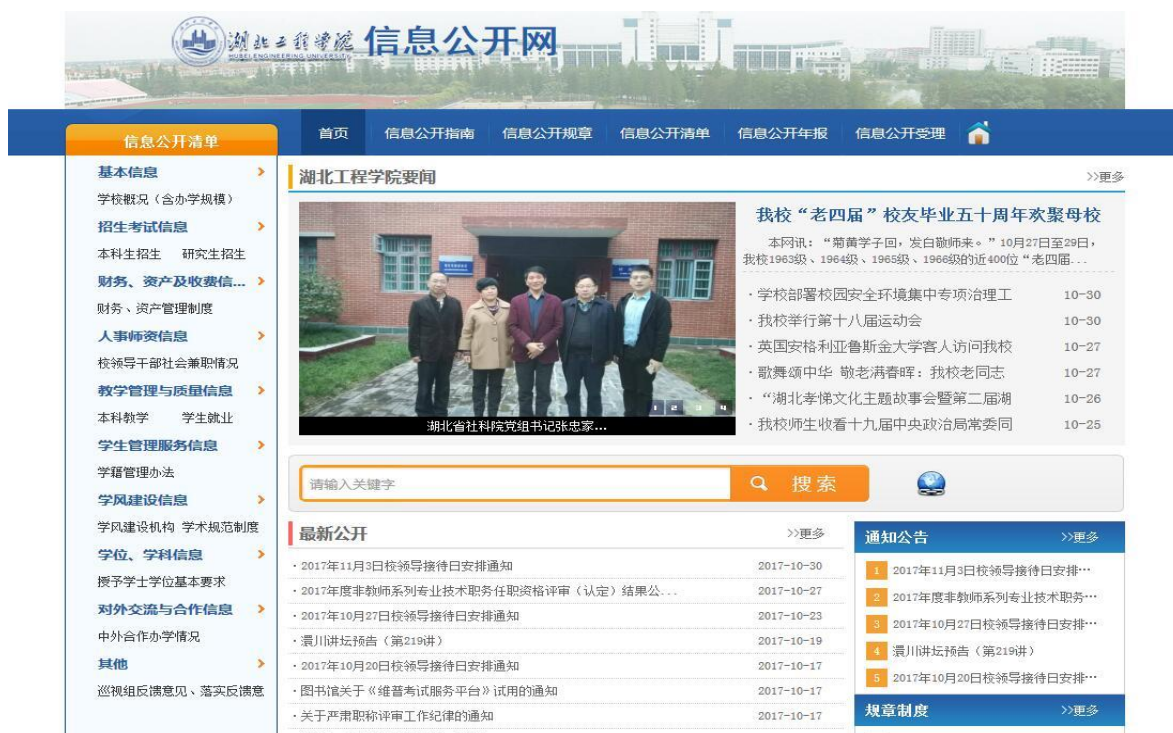 湖北工程学院 信息公开网
HUBEI ENGINEERING UNIVERSITY
首页 信息公开指南 信息公开规章 信息公开清单 信息公开年报 信息公开受理
信息公开清单
基本信息
学校概况（含办学规模）
招生考试信息
本科生招生 研究生招生
财务、资产及收费信...
财务、资产管理制度
人事师资信息
校领导干部社会兼职情况
教学管理与质量信息
本科教学 学生就业
学生管理服务信息
学籍管理办法
学风建设信息
学风建设机构 学术规范制度
学位、学科信息
授予学士学位基本要求
对外交流与合作信息
中外合作办学情况
其他
巡视组反馈意见、落实反馈意
湖北工程学院要闻 >>更多
1 2 3 4
湖北省社科院党组书记张忠家...
我校“老四届”校友毕业五十周年欢聚母校
本网讯：“菊黄学子回，发白敬师来。”10月27日至29日，
我校1963级、1964级、1965级、1966级的近400位“老四届...
·学校部署校园安全环境集中专项治理工 10-30
·我校举行第十八届运动会 10-30
·英国安格利亚鲁斯金大学客人访问我校 10-27
·歌舞颂中华 敬老满春晖：我校老同志 10-27
·“湖北孝悌文化主题故事会暨第二届湖 10-26
·我校师生收看十九届中央政治局常委同 10-25
请输入关键字 搜索
最新公开 >>更多
·2017年11月3日校领导接待日安排通知 2017-10-30
·2017年度非教师系列专业技术职务任职资格评审（认定）结果公... 2017-10-27
·2017年10月27日校领导接待日安排通知 2017-10-23
·澴川讲坛预告（第219讲） 2017-10-19
·2017年10月20日校领导接待日安排通知 2017-10-17
·图书馆关于《维普考试服务平台》试用的通知 2017-10-17
·关于严肃职称评审工作纪律的通知 2017-10-17
通知公告 >>更多
1 2017年11月3日校领导接待日安排…
2 2017年度非教师系列专业技术职务…
3 2017年10月27日校领导接待日安排…
4 澴川讲坛预告（第219讲）
5 2017年10月20日校领导接待日安排…
规章制度 >>更多